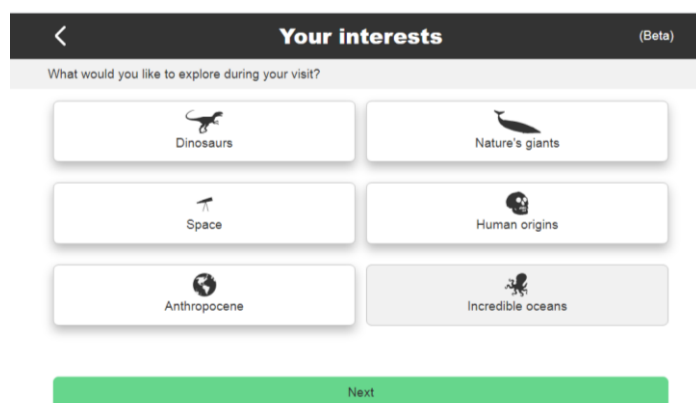 Your interests
(Beta)
What would you like to explore during your visit?
Dinosaurs
Nature's giants
Space
Human origins
Anthropocene
Incredible oceans
Next